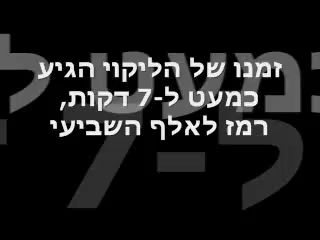 זמנו של הליקוי הגיע
כמעט ל-7 דקות,
רמז לאלף השביעי